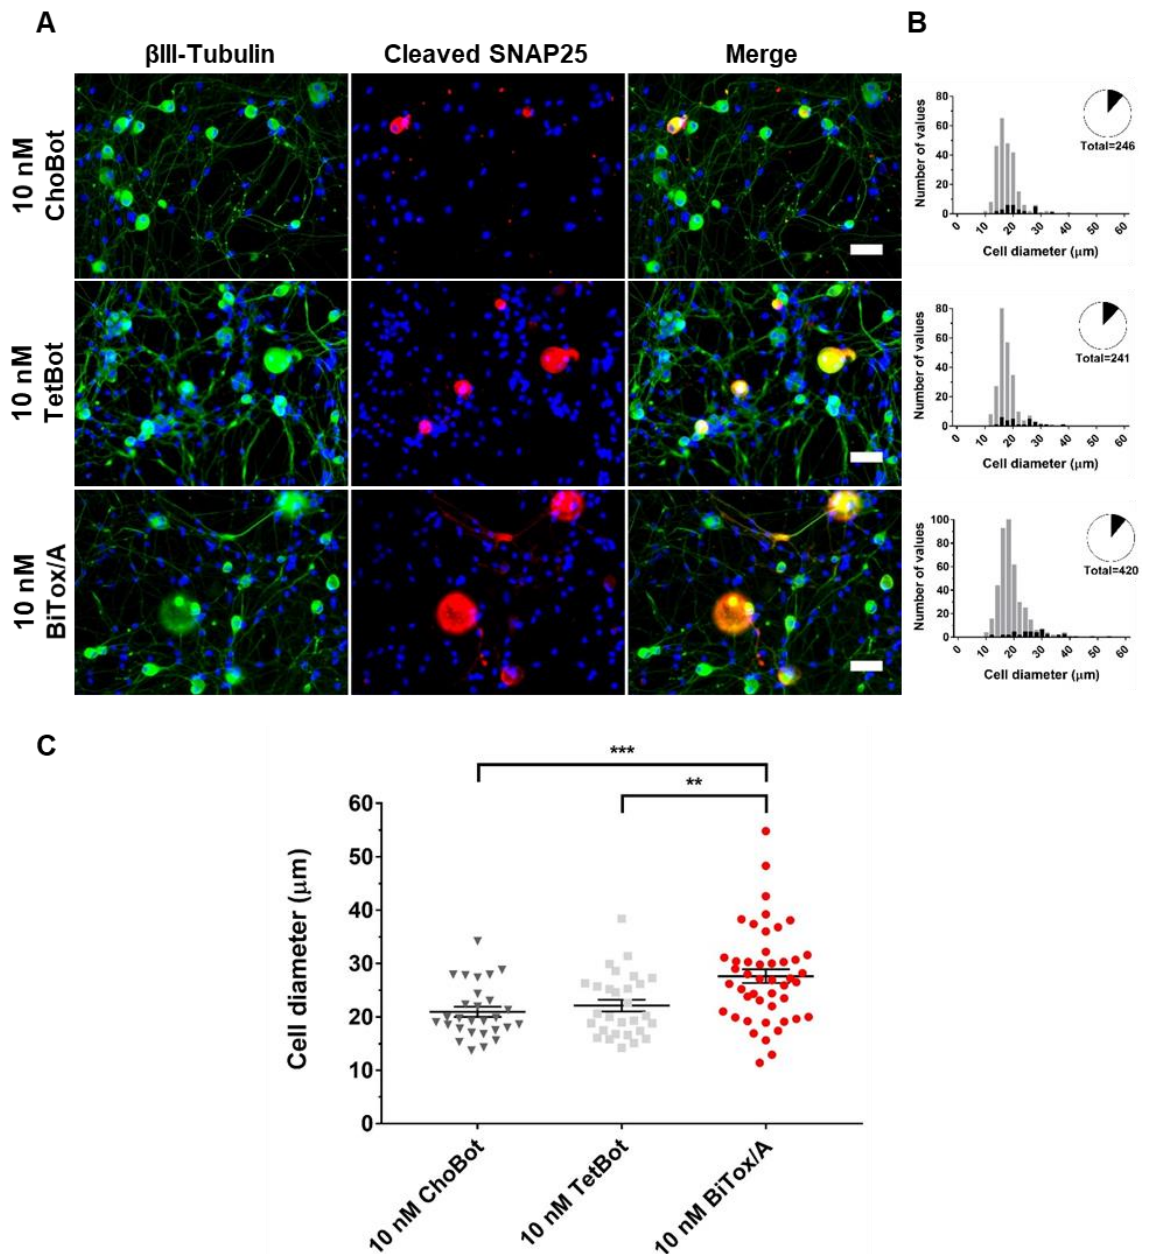 A
B
βIII-Tubulin
Cleaved SNAP25
Merge
10 nM
ChoBot
80
60
40
20
0
Number of values
0 10 20 30 40 50 60
Cell diameter (μm)
Total=246
10 nM
TetBot
80
60
40
20
0
Number of values
0 10 20 30 40 50 60
Cell diameter (μm)
Total=241
10 nM
BiTox/A
100
80
60
40
20
0
Number of values
0 10 20 30 40 50 60
Cell diameter (μm)
Total=420
C
***
**
60
50
40
30
20
10
0
Cell diameter (μm)
10 nM ChoBot
10 nM TetBot
10 nM BiTox/A